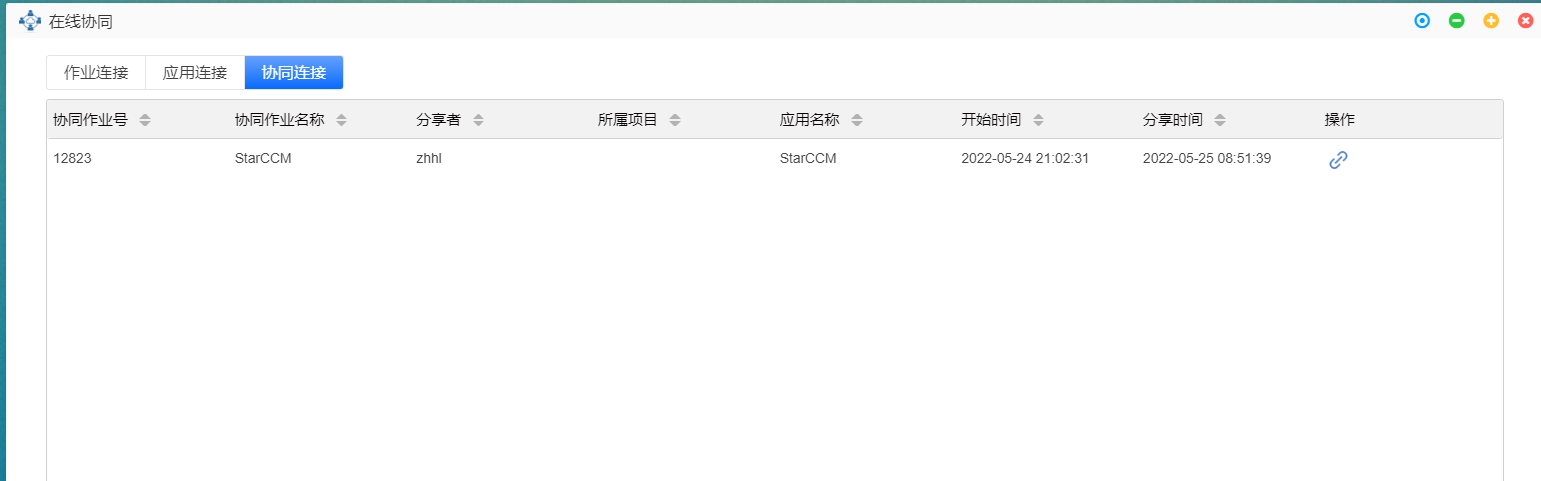 在线协同
作业连接 应用连接 协同连接
协同作业号 协同作业名称 分享者 所属项目 应用名称 开始时间 分享时间 操作
12823 StarCCM zhhl StarCCM 2022-05-24 21:02:31 2022-05-25 08:51:39